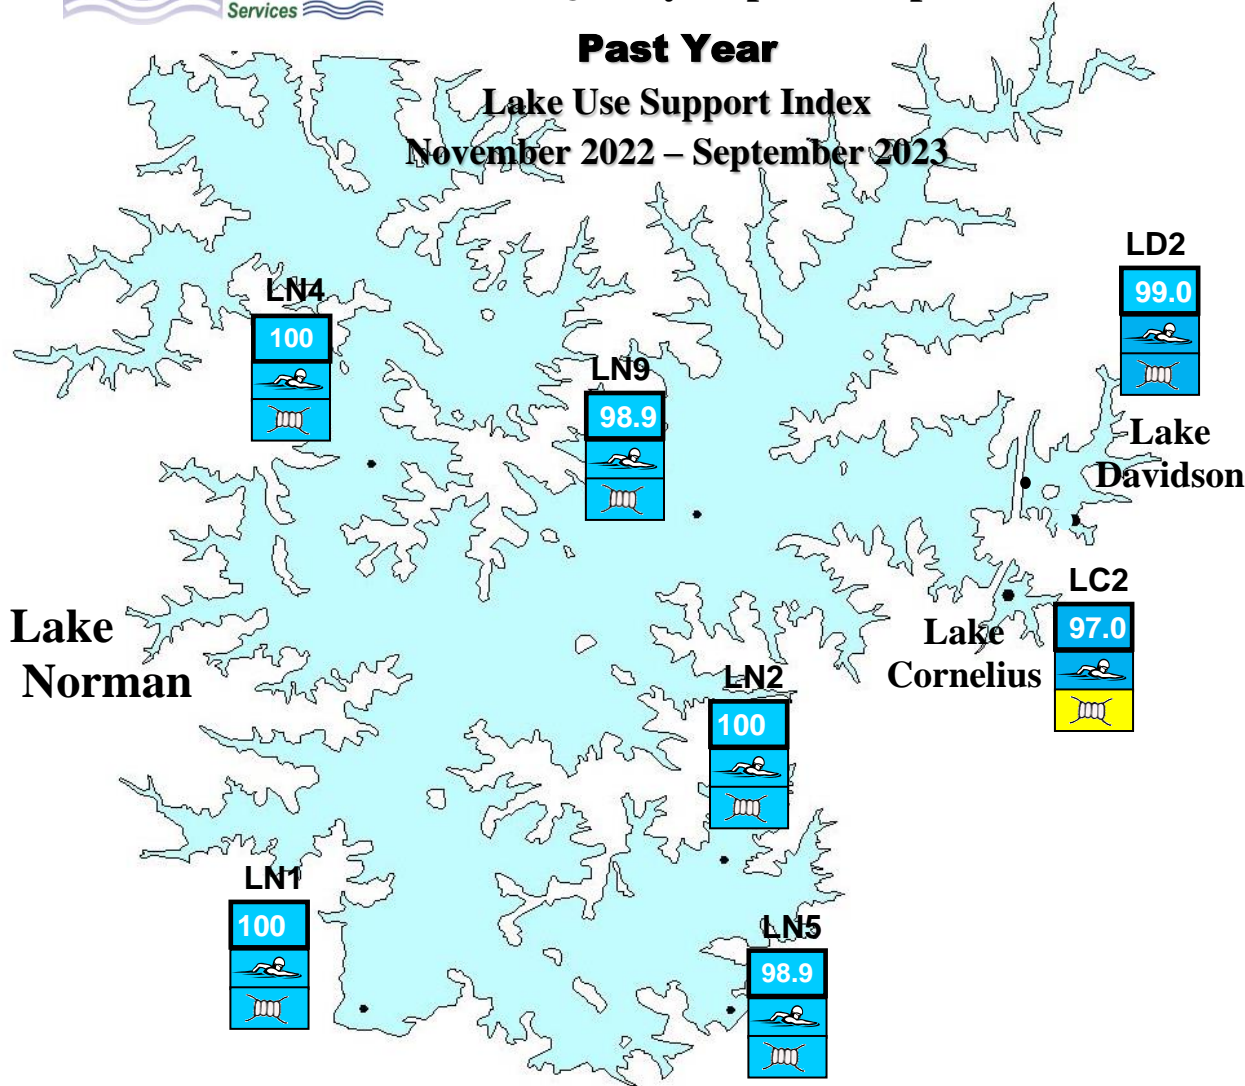 Services
Past Year
Lake Use Support Index
November 2022 – September 2023
LD2
99.0
LN4
100
LN9
98.9
Lake
Davidson
LC2
97.0
Lake
Cornelius
Lake
Norman
LN2
100
LN1
100
LN5
98.9